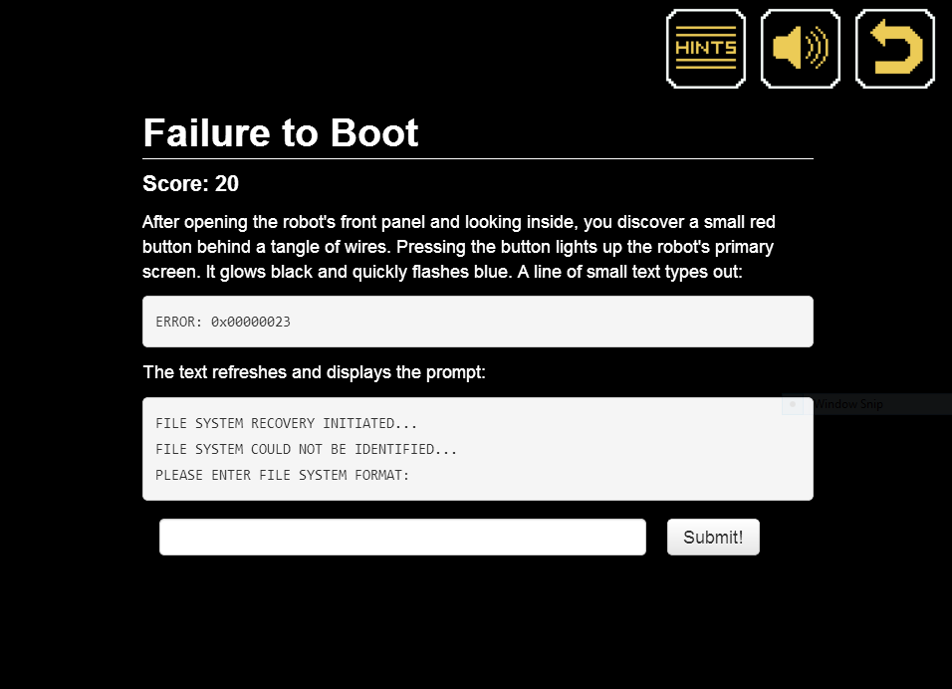 HINTS
Failure to Boot
Score: 20
After opening the robot's front panel and looking inside, you discover a small red
button behind a tangle of wires. Pressing the button lights up the robot's primary
screen. It glows black and quickly flashes blue. A line of small text types out:
ERROR: 0x00000023
The text refreshes and displays the prompt:
Window Snip
FILE SYSTEM RECOVERY INITIATED...
FILE SYSTEM COULD NOT BE IDENTIFIED...
PLEASE ENTER FILE SYSTEM FORMAT:
Submit!